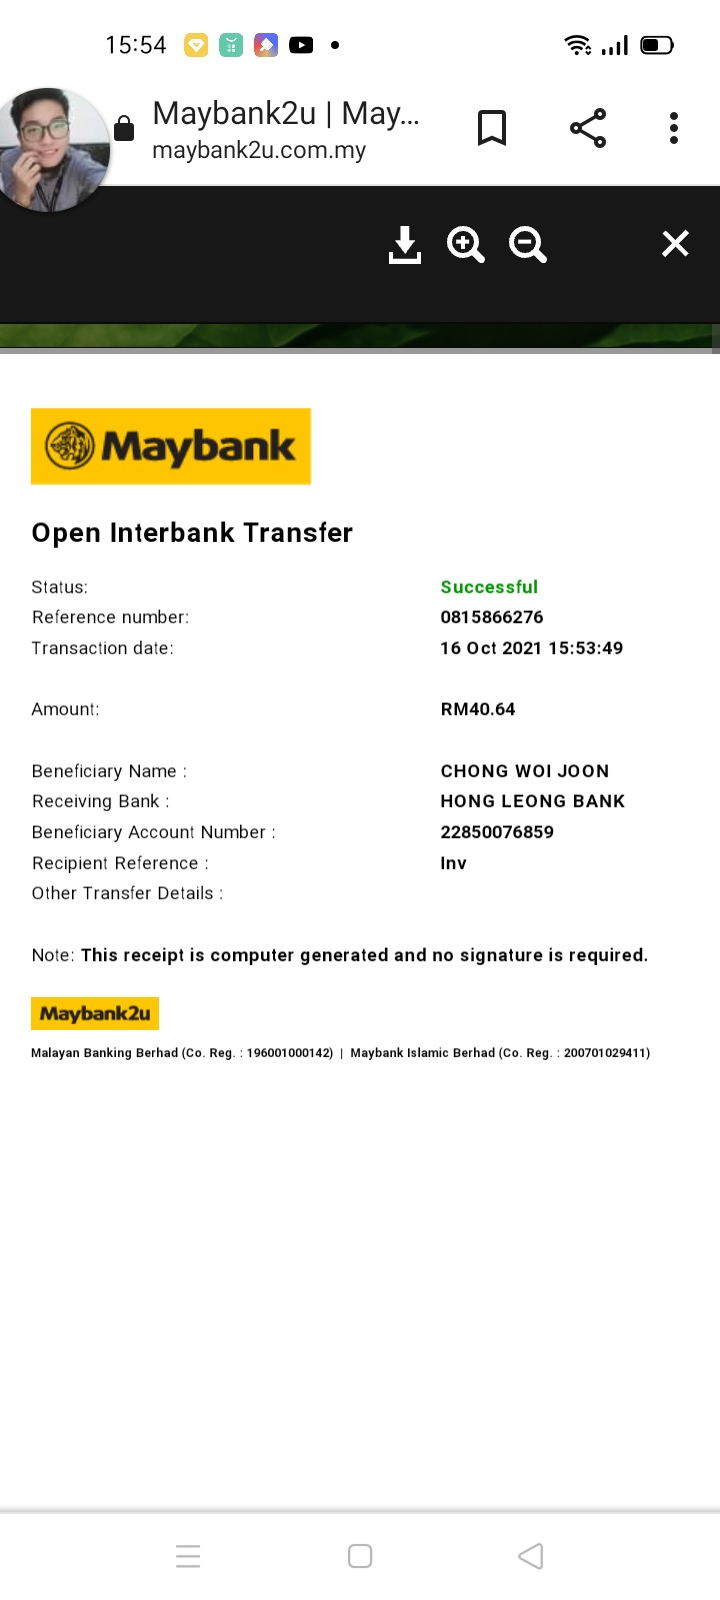 15:54
Maybank2u | May...
maybank2u.com.my
Maybank
Open Interbank Transfer
Status: Successful
Reference number: 0815866276
Transaction date: 16 Oct 2021 15:53:49
Amount: RM40.64
Beneficiary Name : CHONG WOI JOON
Receiving Bank : HONG LEONG BANK
Beneficiary Account Number : 22850076859
Recipient Reference : Inv
Other Transfer Details :
Note: This receipt is computer generated and no signature is required.
Maybank2u
Malayan Banking Berhad (Co. Reg. : 196001000142) | Maybank Islamic Berhad (Co. Reg. : 200701029411)